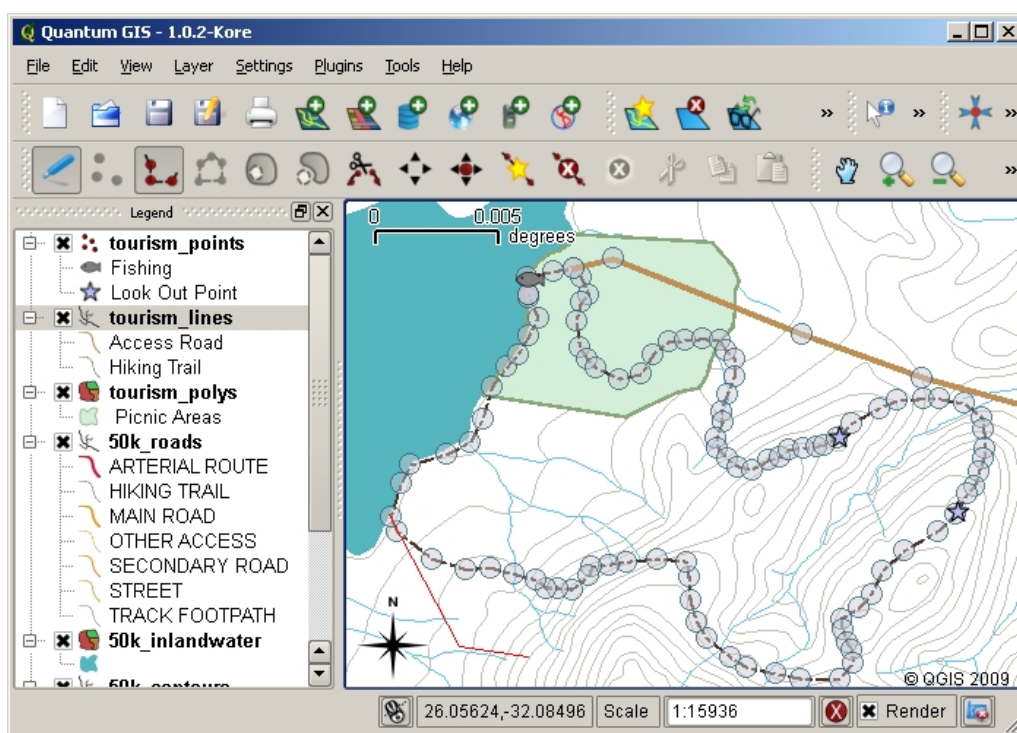 Quantum GIS - 1.0.2-Kore
File Edit View Layer Settings Plugins Tools Help
Legend
tourism_points
Fishing
Look Out Point
tourism_lines
Access Road
Hiking Trail
tourism_polys
Picnic Areas
50k_roads
ARTERIAL ROUTE
HIKING TRAIL
MAIN ROAD
OTHER ACCESS
SECONDARY ROAD
STREET
TRACK FOOTPATH
50k_inlandwater
50k_contours
0 0.005
degrees
N
© QGIS 2009
26.05624,-32.08496 Scale 1:15936 Render